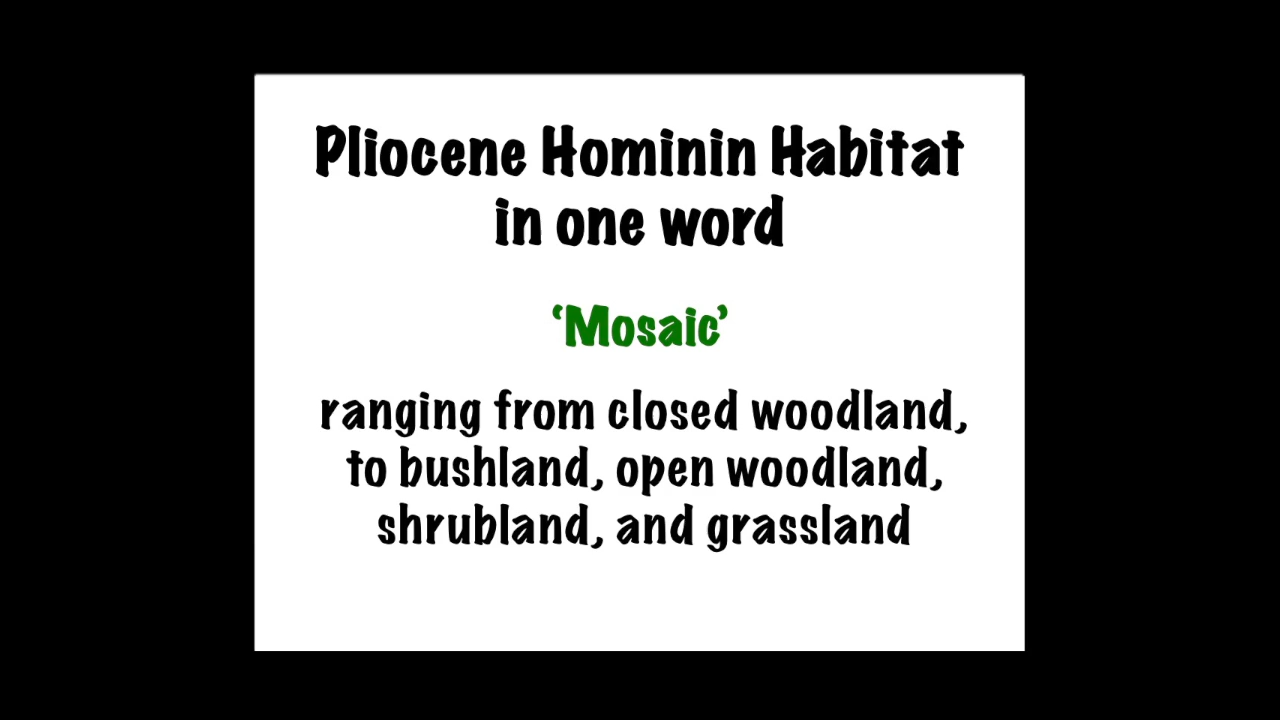 Pliocene Hominin Habitat
in one word
‘Mosaic’
ranging from closed woodland,
to bushland, open woodland,
shrubland, and grassland